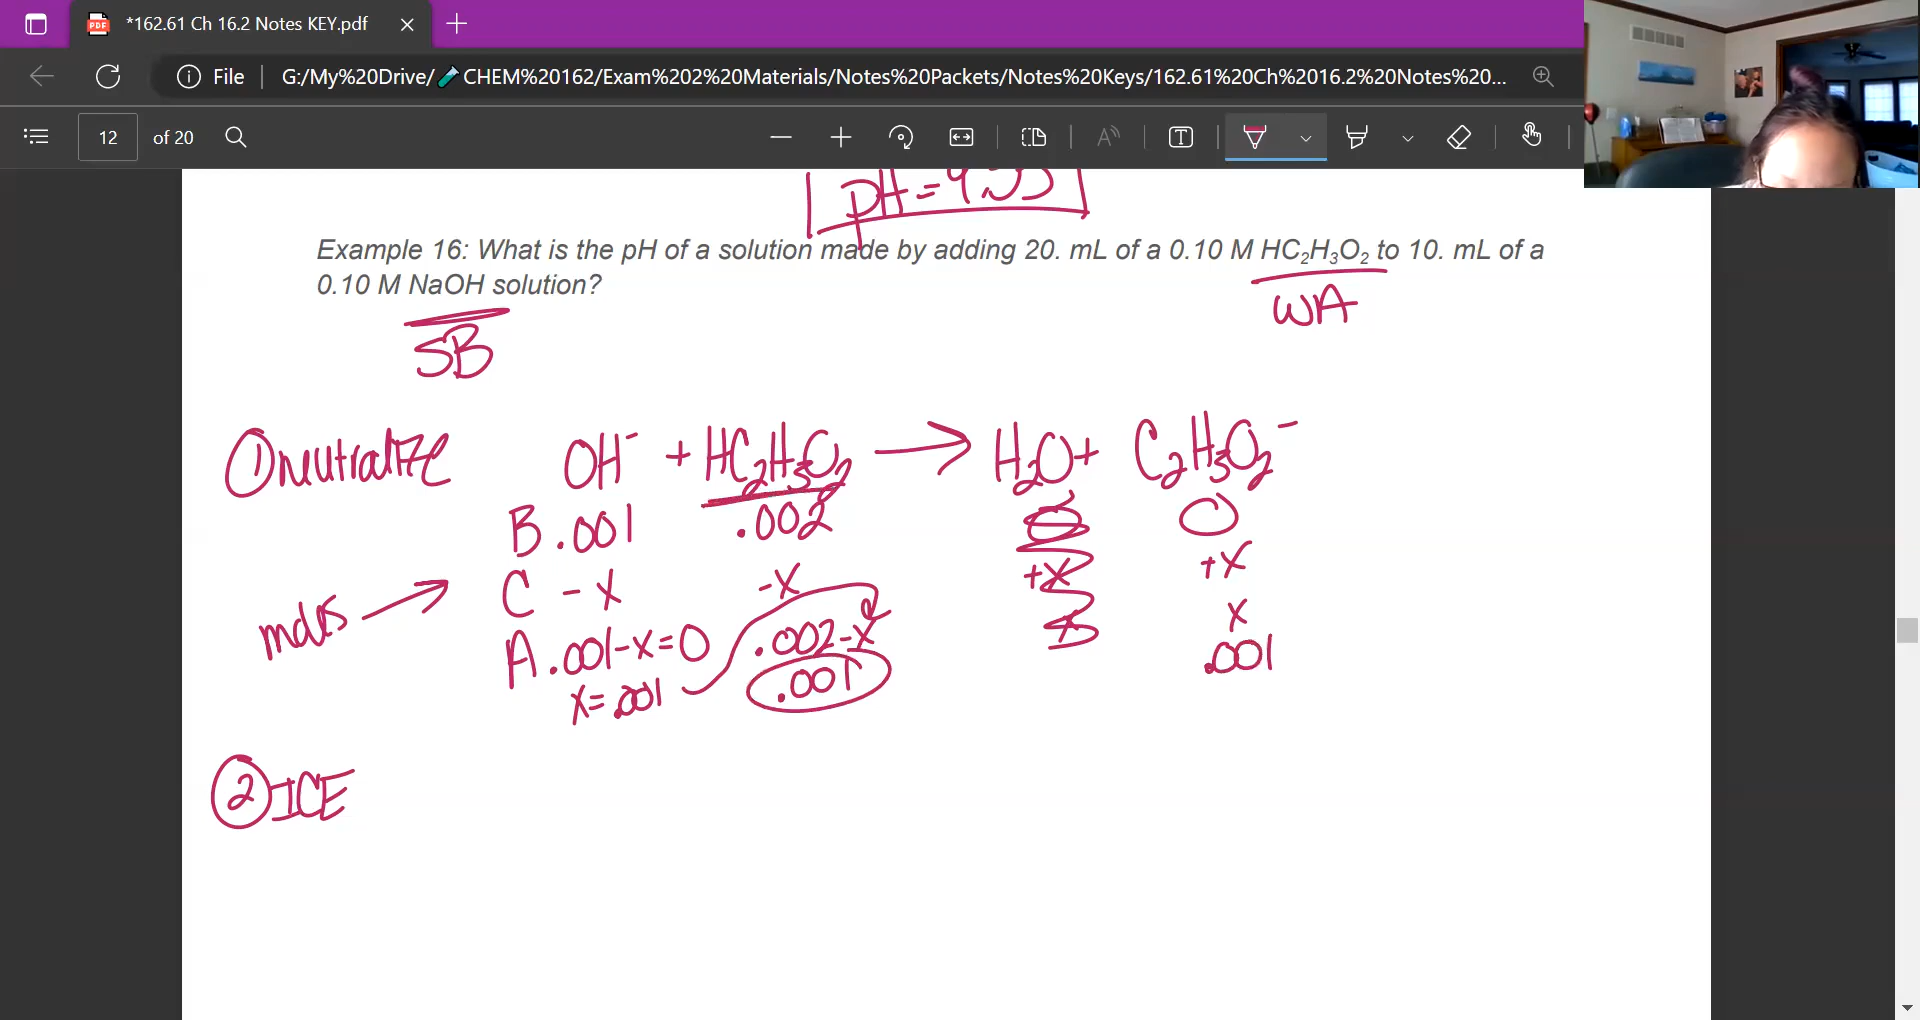 *162.61 Ch 16.2 Notes KEY.pdf
File | G:/My%20Drive/🧪CHEM%20162/Exam%202%20Materials/Notes%20Packets/Notes%20Keys/162.61%20Ch%2016.2%20Notes%20...
12 of 20
Example 16: What is the pH of a solution made by adding 20. mL of a 0.10 M HC₂H₃O₂ to 10. mL of a
0.10 M NaOH solution?
WA
SB
① neutralize OH⁻ + HC₂H₃O₂ → H₂O + C₂H₃O₂⁻
B .001 .002 0 0
C -x -x +x +x
moles →
A .001-x=0 .002-x x x
x=.001 .001 .001
② ICE